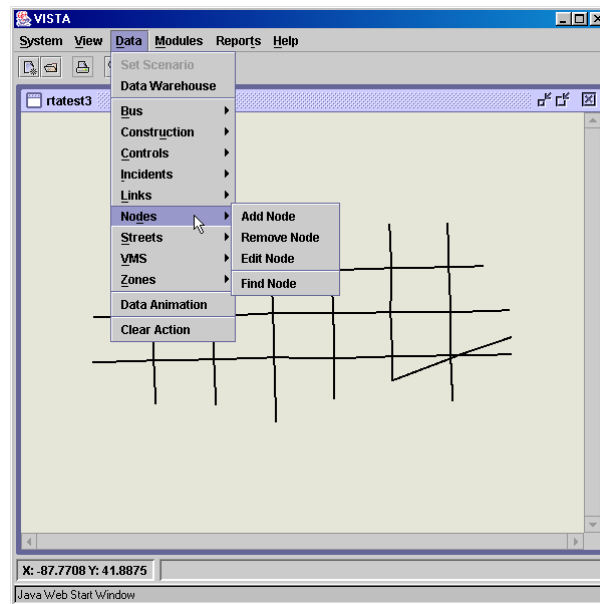 VISTA
System View Data Modules Reports Help
Set Scenario
Data Warehouse
rtatest3
Bus
Construction
Controls
Incidents
Links
Nodes
Add Node
Streets
Remove Node
VMS
Edit Node
Zones
Find Node
Data Animation
Clear Action
X: -87.7708 Y: 41.8875
Java Web Start Window